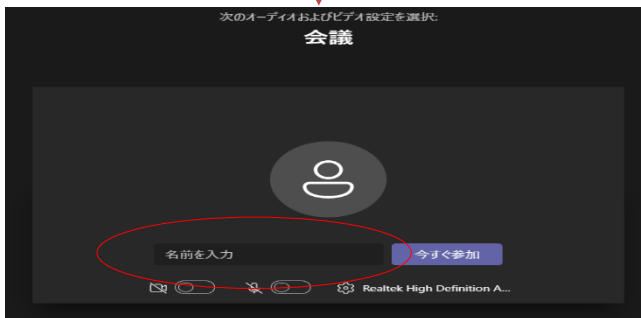 次のオーディオおよびビデオ設定を選択:
会議
名前を入力
今すぐ参加
Realtek High Definition A...